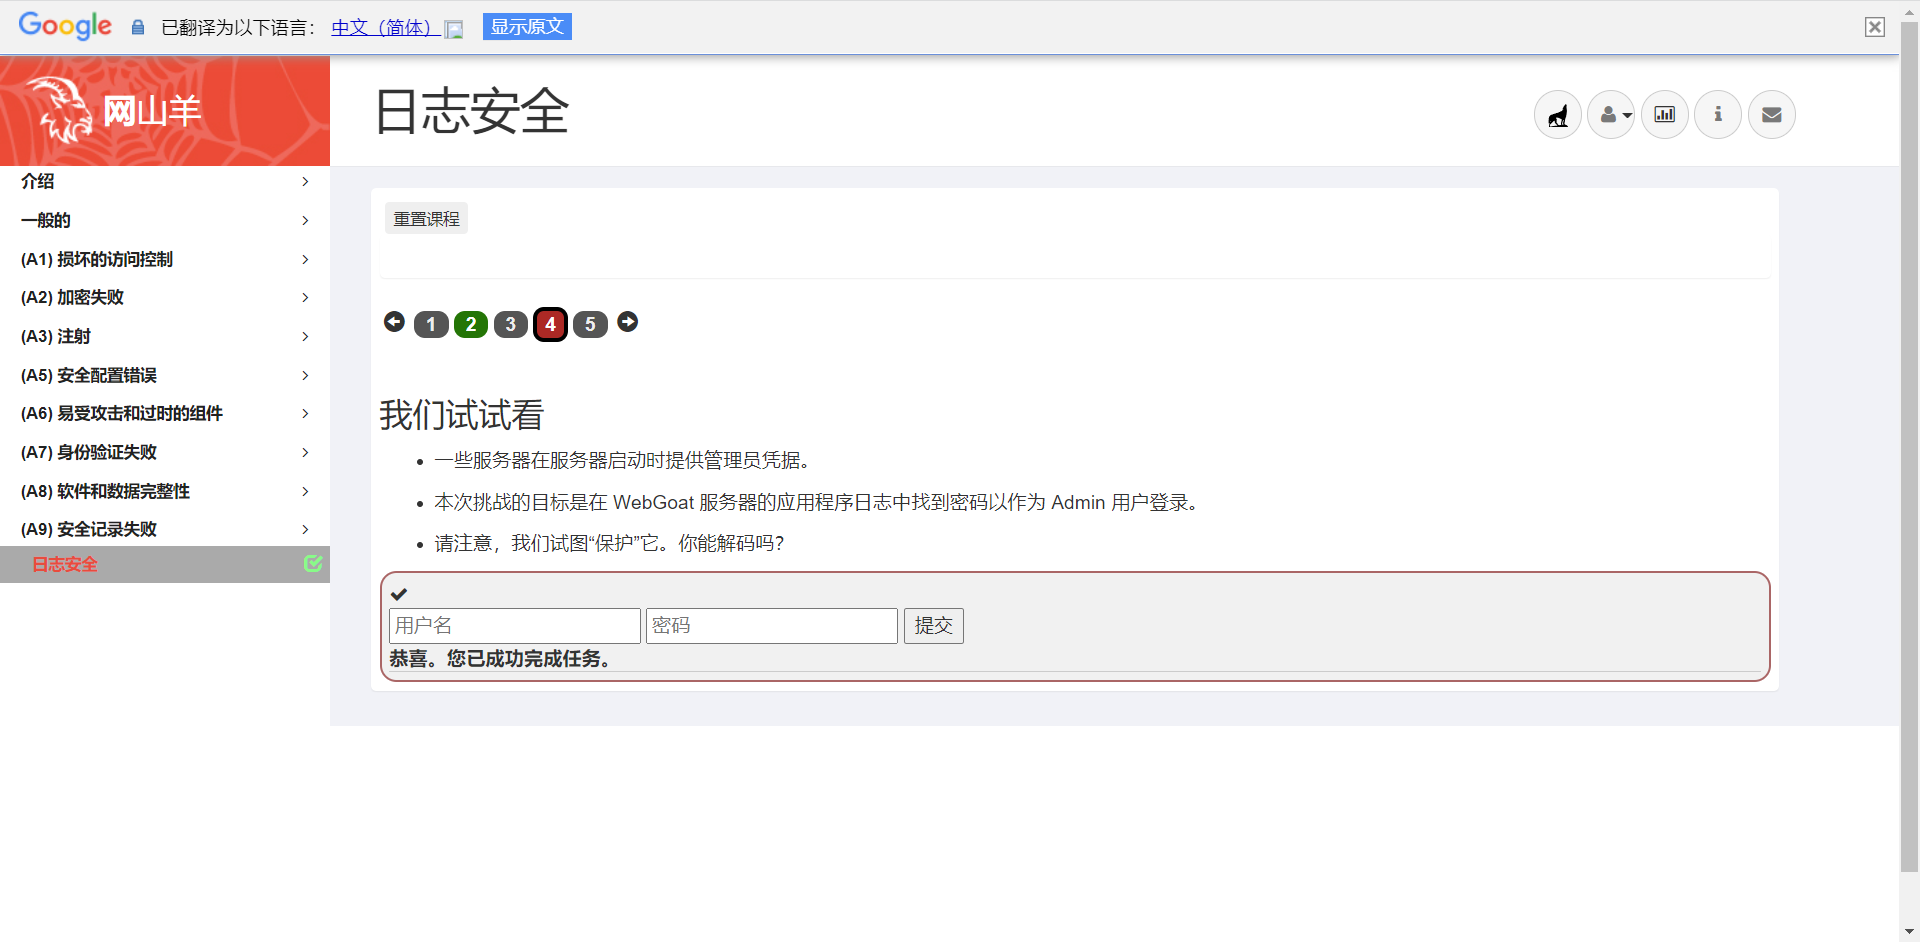 Google 已翻译为以下语言： 中文（简体） 显示原文
网山羊
日志安全
介绍
一般的
(A1) 损坏的访问控制
(A2) 加密失败
(A3) 注射
(A5) 安全配置错误
(A6) 易受攻击和过时的组件
(A7) 身份验证失败
(A8) 软件和数据完整性
(A9) 安全记录失败
日志安全
重置课程
1 2 3 4 5
我们试试看
一些服务器在服务器启动时提供管理员凭据。
本次挑战的目标是在 WebGoat 服务器的应用程序日志中找到密码以作为 Admin 用户登录。
请注意，我们试图“保护”它。你能解码吗？
用户名 密码 提交
恭喜。您已成功完成任务。